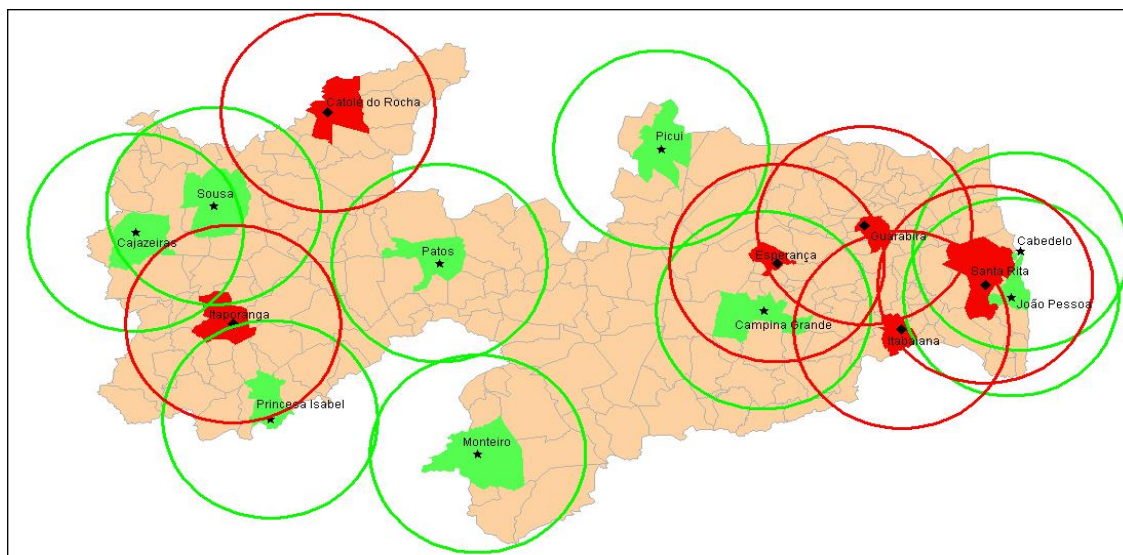 Catolé do Rocha
Picuí
Sousa
Cajazeiras
Patos
Guarabira
Cabedelo
Esperança
Santa Rita
João Pessoa
Itaporanga
Campina Grande
Itabaiana
Princesa Isabel
Monteiro